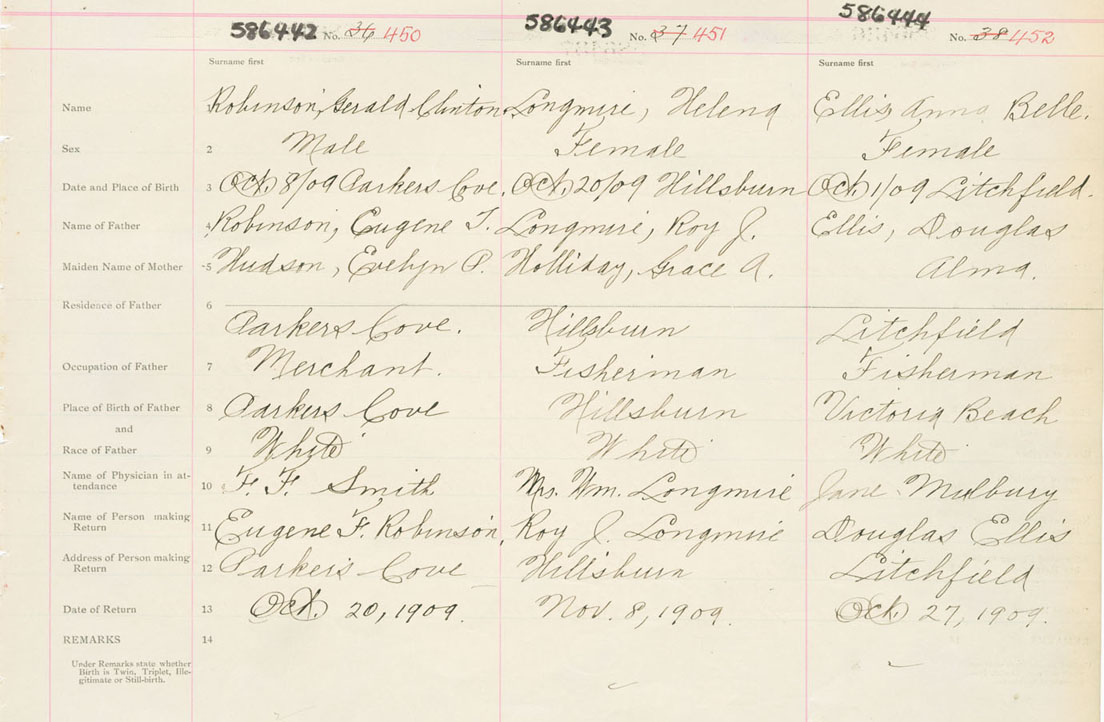 586442 No. 36 450 586443 No. 37 451 586444 No. 38 452
Surname first Surname first Surname first
Name 1 Robinson, Gerald Clinton. Longmire, Helena Ellis, Anna Belle.
Sex 2 Male Female Female
Date and Place of Birth 3 Oct. 8/09 Parkers Cove. Oct. 20/09 Hillsburn Oct. 1/09 Litchfield.
Name of Father 4 Robinson, Eugene F. Longmire, Roy J. Ellis, Douglas
Maiden Name of Mother 5 Hudson, Evelyn P. Holliday, Grace A. Alma.
Residence of Father 6
Parkers Cove. Hillsburn Litchfield
Occupation of Father 7 Merchant. Fisherman Fisherman
Place of Birth of Father 8 Parkers Cove Hillsburn Victoria Beach
and
Race of Father 9 White White White
Name of Physician in at-
tendance 10 F. F. Smith Mrs. Wm. Longmire Jane Milbury
Name of Person making
Return 11 Eugene F. Robinson, Roy J. Longmire Douglas Ellis
Address of Person making
Return 12 Parkers Cove Hillsburn Litchfield
Date of Return 13 Oct. 20, 1909. Nov. 8, 1909. Oct. 27, 1909.
REMARKS 14
Under Remarks state whether
Birth is Twin, Triplet, Ille-
gitimate or Still-birth.